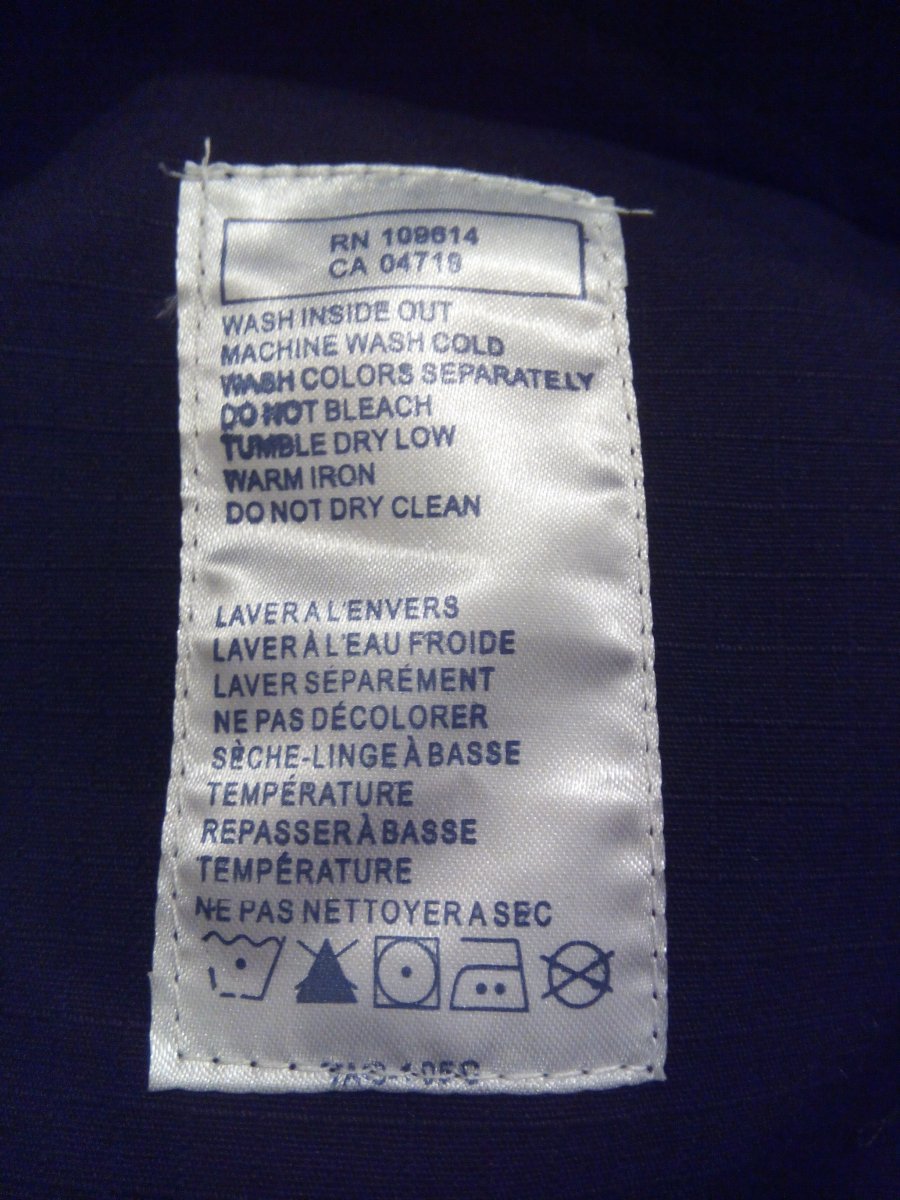 RN 109614
CA 04719
WASH INSIDE OUT
MACHINE WASH COLD
WASH COLORS SEPARATELY
DO NOT BLEACH
TUMBLE DRY LOW
WARM IRON
DO NOT DRY CLEAN
LAVER A L'ENVERS
LAVER À L'EAU FROIDE
LAVER SÉPARÉMENT
NE PAS DÉCOLORER
SÈCHE-LINGE À BASSE
TEMPÉRATURE
REPASSER À BASSE
TEMPÉRATURE
NE PAS NETTOYER A SEC